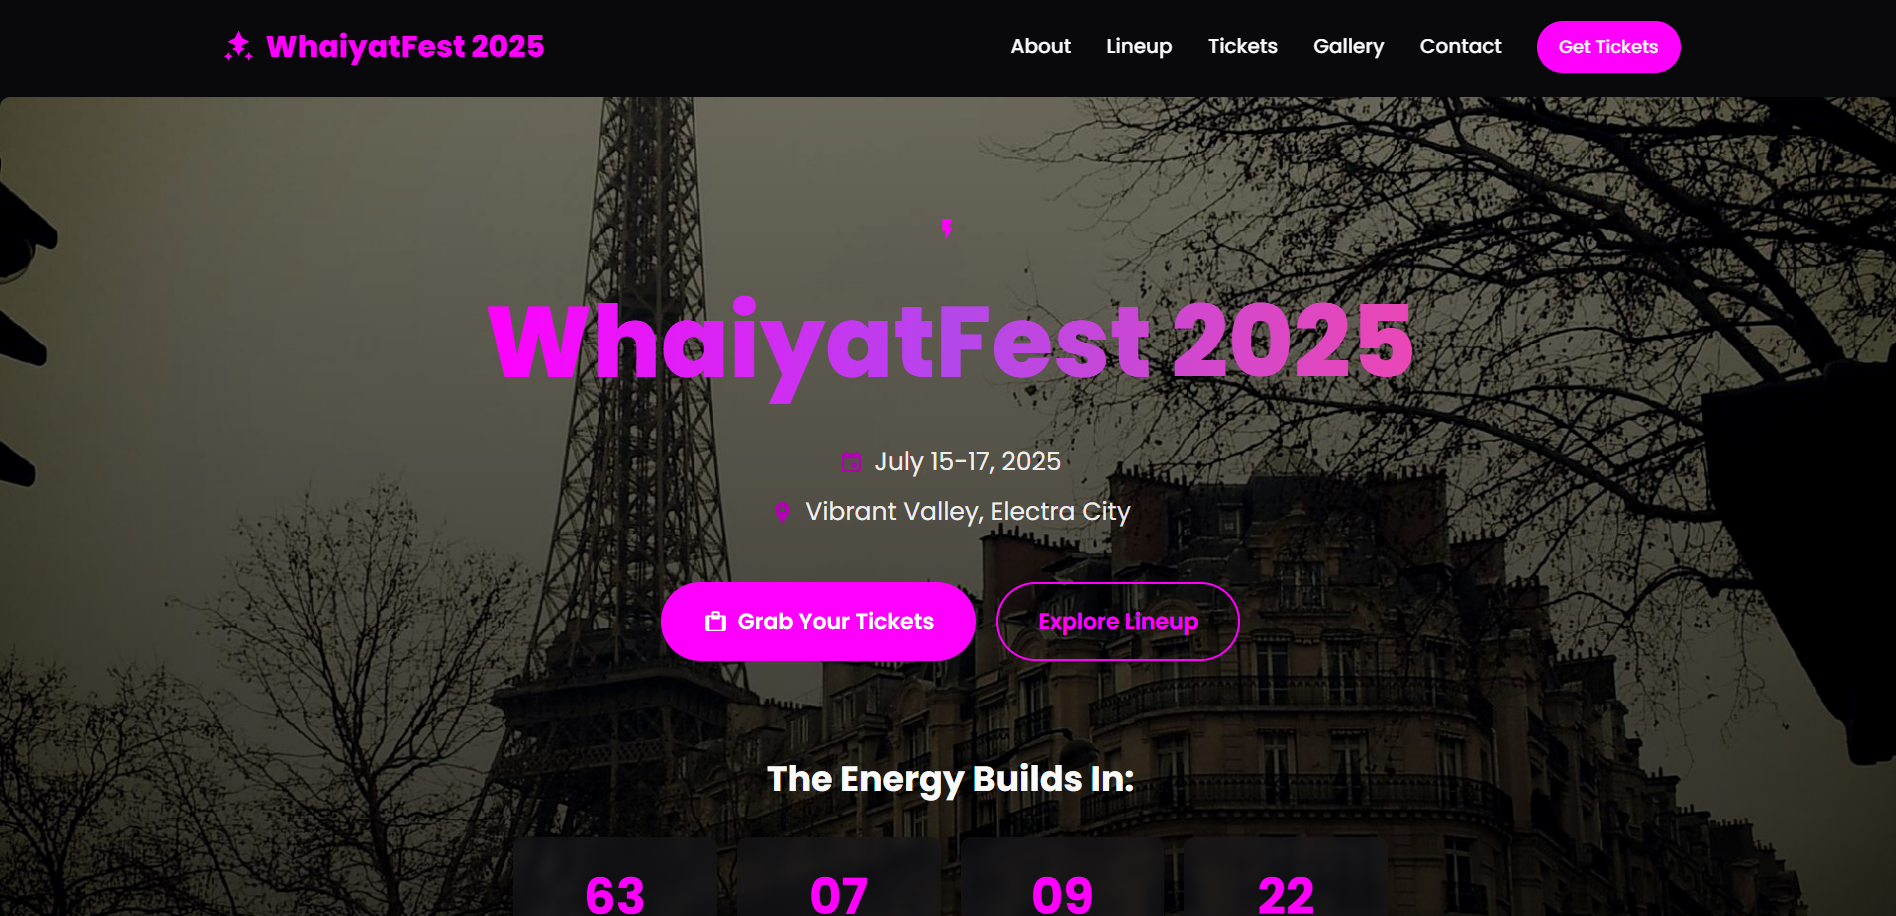 WhaiyatFest 2025
About Lineup Tickets Gallery Contact Get Tickets
WhaiyatFest 2025
July 15-17, 2025
Vibrant Valley, Electra City
Grab Your Tickets Explore Lineup
The Energy Builds In:
63 07 09 22